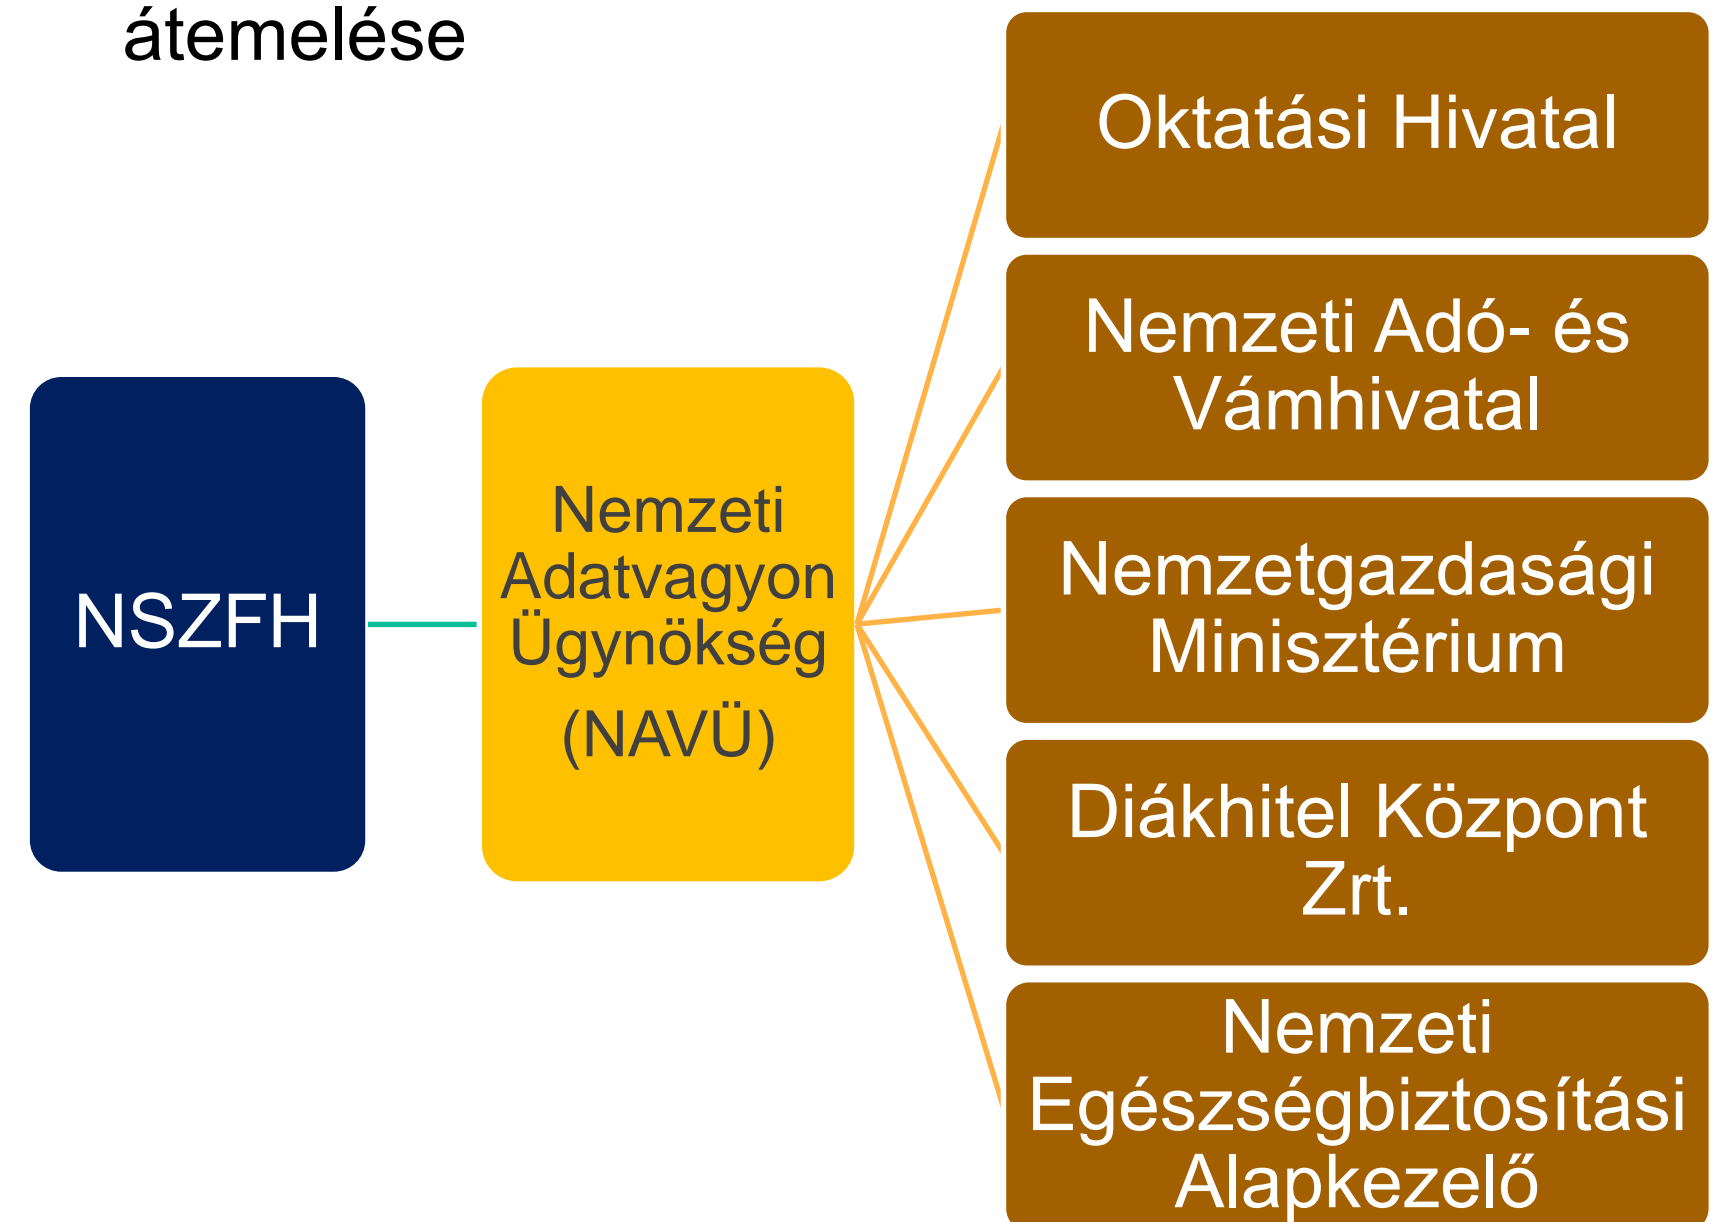 átemelése
NSZFH
Nemzeti
Adatvagyon
Ügynökség
(NAVÜ)
Oktatási Hivatal
Nemzeti Adó- és
Vámhivatal
Nemzetgazdasági
Minisztérium
Diákhitel Központ
Zrt.
Nemzeti
Egészségbiztosítási
Alapkezelő